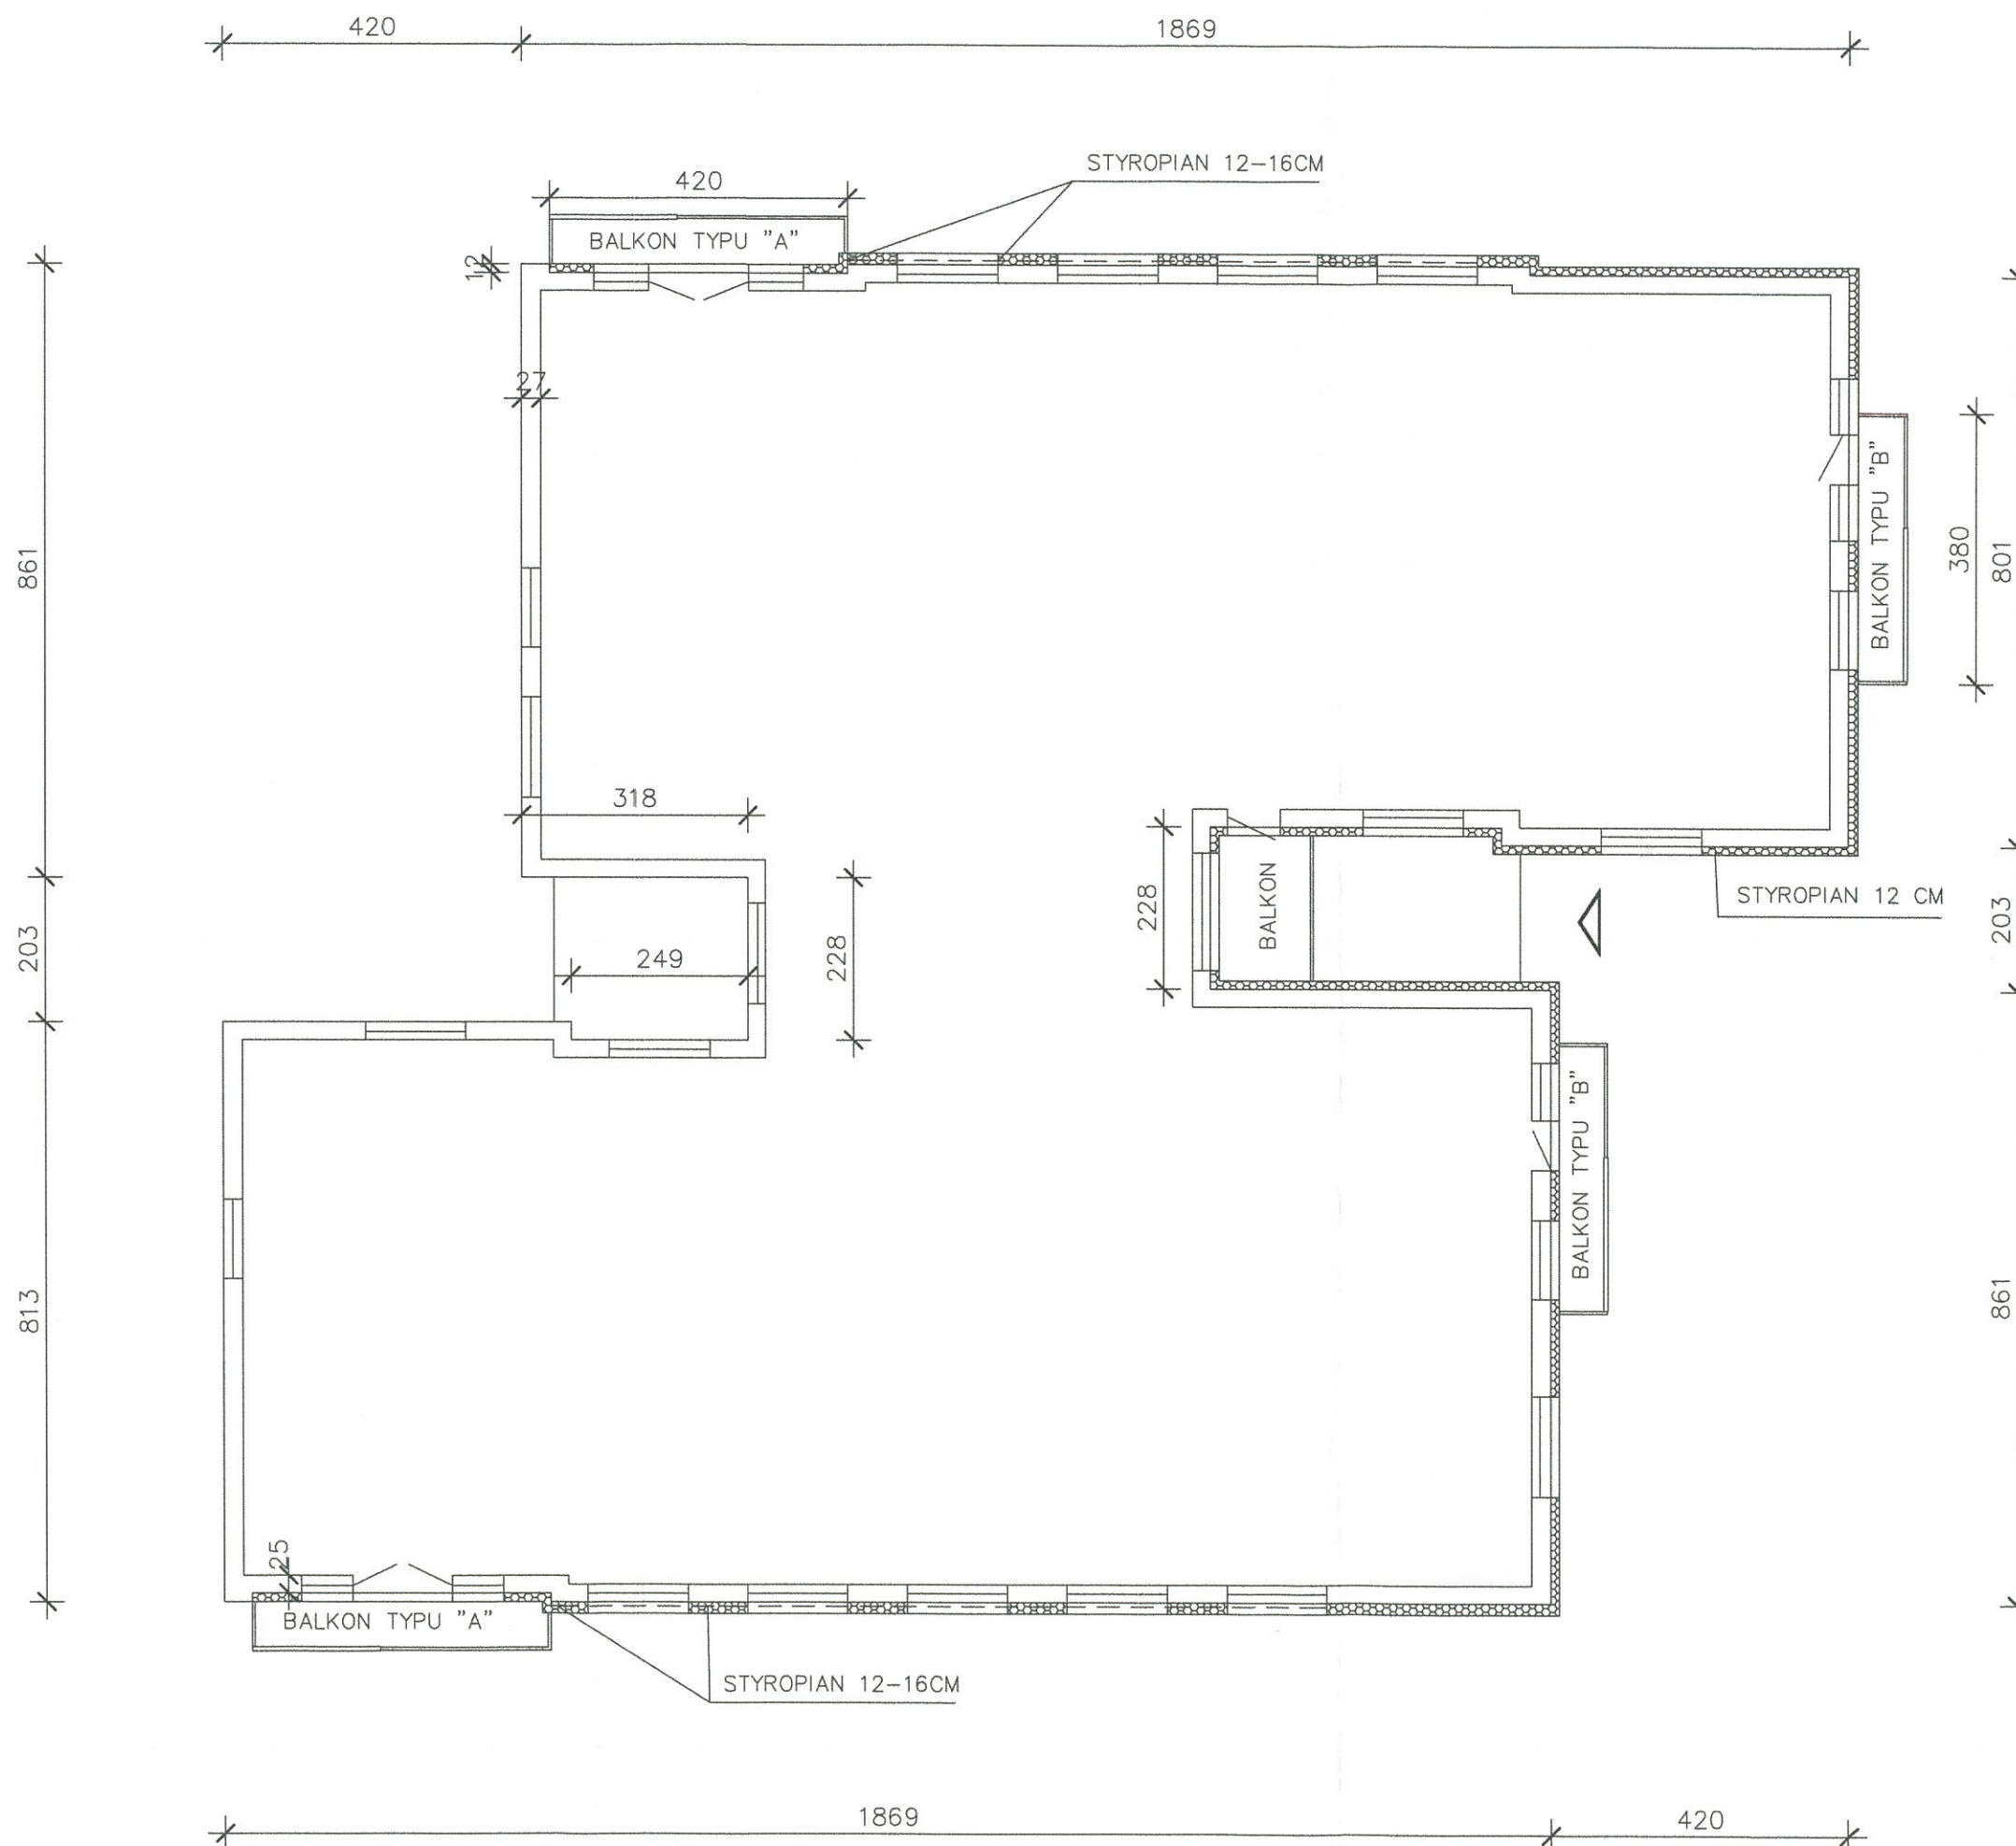 420
1869
STYROPIAN 12-16CM
420
BALKON TYPU "A"
12
27
861
BALKON TYPU "B"
380
801
318
228
BALKON
228
STYROPIAN 12 CM
203
249
203
BALKON TYPU "B"
813
861
25
BALKON TYPU "A"
STYROPIAN 12-16CM
1869
420